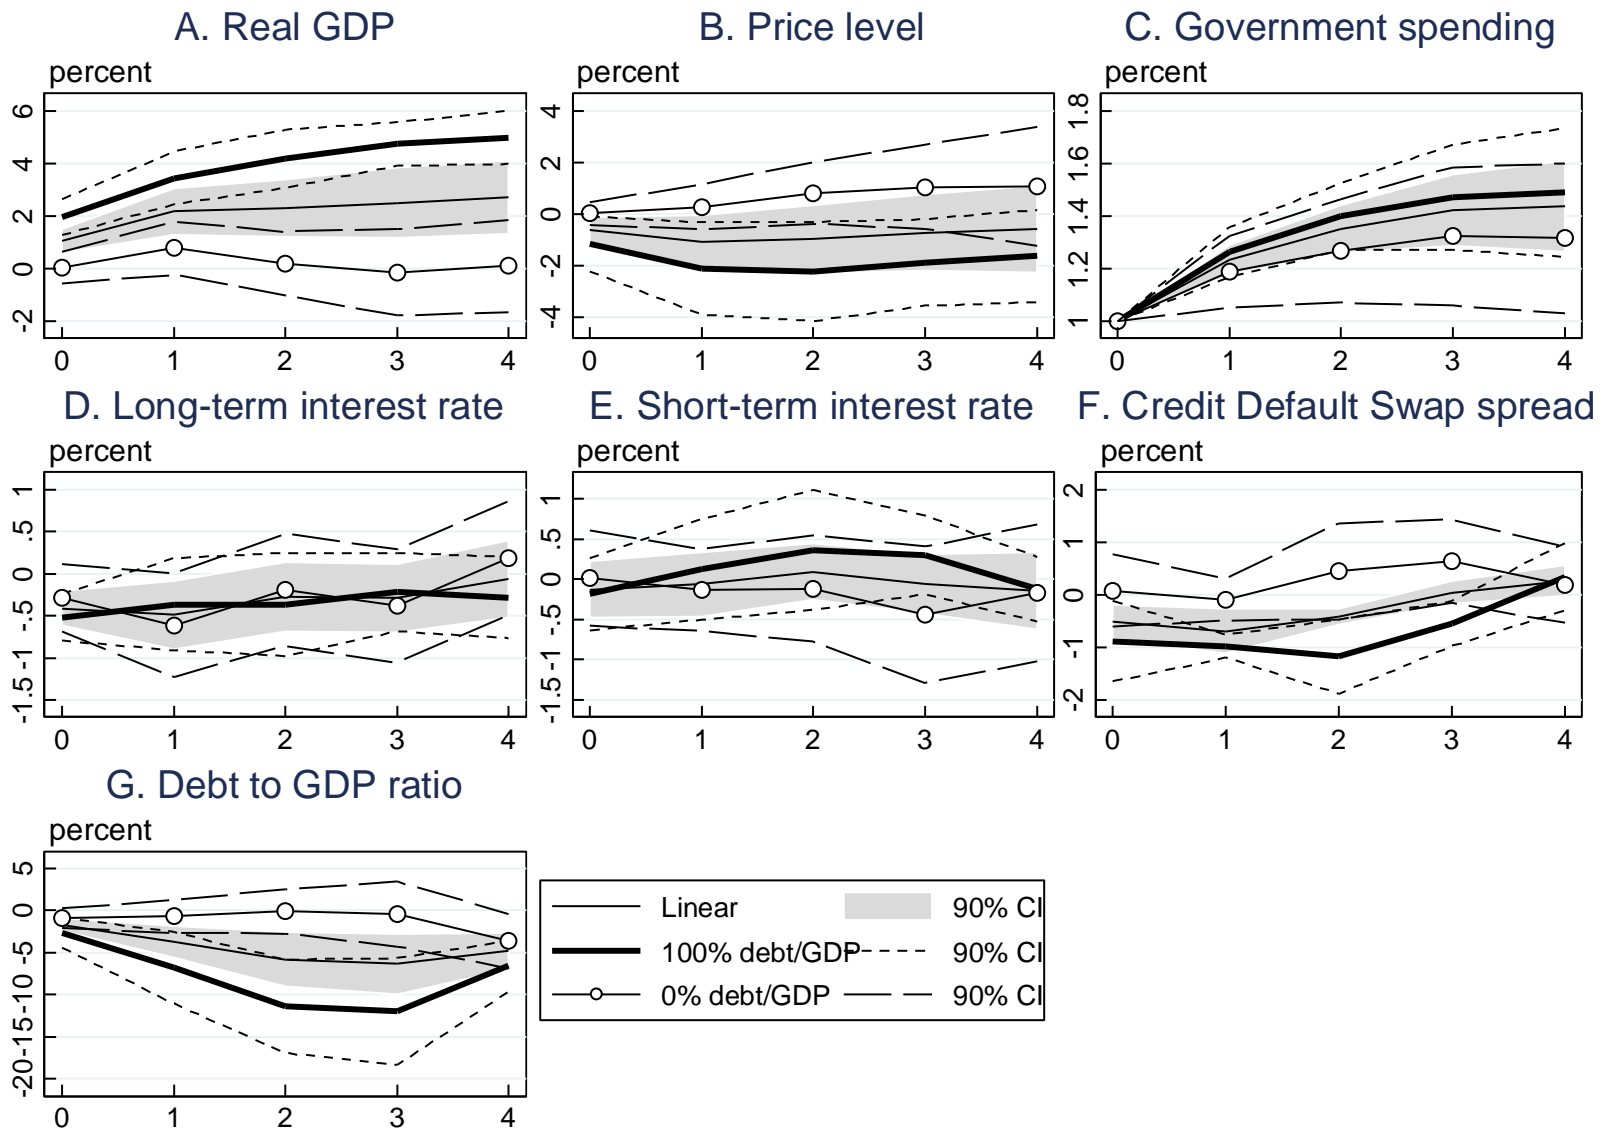 A. Real GDP
percent
6
4
2
0
-2
0 1 2 3 4
B. Price level
percent
4
2
0
-2
-4
0 1 2 3 4
C. Government spending
percent
1.8
1.6
1.4
1.2
1
0 1 2 3 4
D. Long-term interest rate
percent
1
.5
0
-.5
-1
-1.5
0 1 2 3 4
E. Short-term interest rate
percent
1
.5
0
-.5
-1
-1.5
0 1 2 3 4
F. Credit Default Swap spread
percent
2
1
0
-1
-2
0 1 2 3 4
G. Debt to GDP ratio
percent
5
0
-5
-10
-15
-20
0 1 2 3 4
Linear 90% CI
100% debt/GDP 90% CI
0% debt/GDP 90% CI